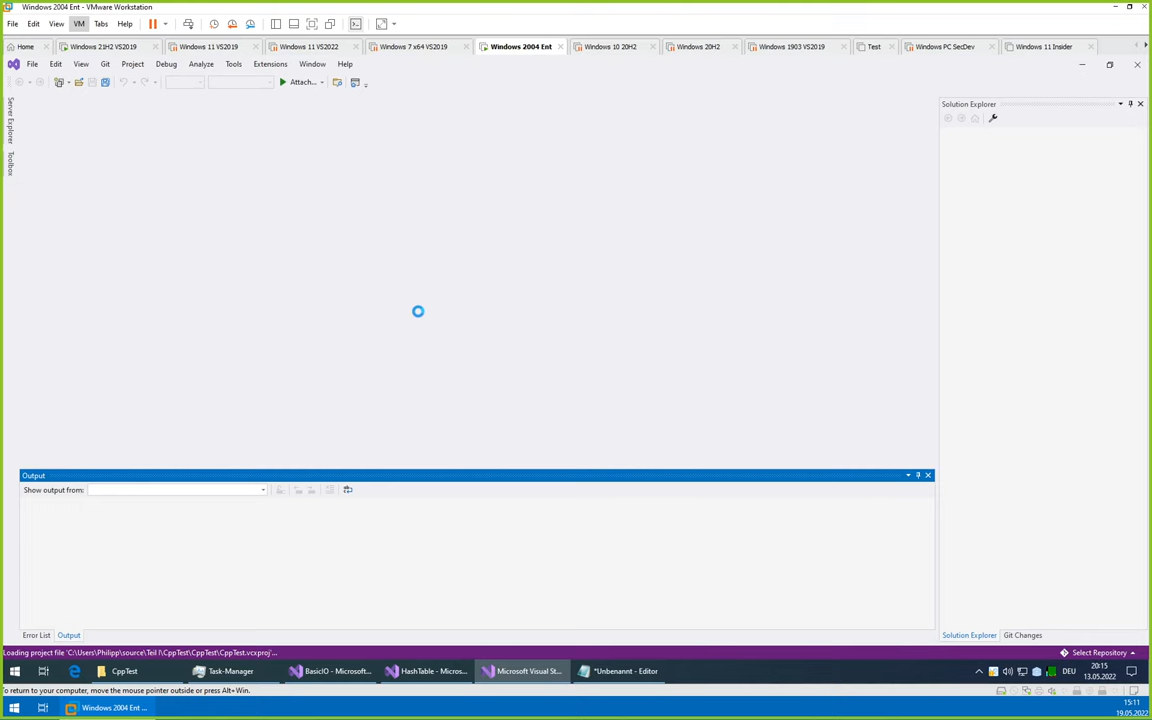 Windows 2004 Ent - VMware Workstation
File Edit View VM Tabs Help
Home Windows 21H2 VS2019 Windows 11 VS2019 Windows 11 VS2022 Windows 7 x64 VS2019 Windows 2004 Ent Windows 10 20H2 Windows 20H2 Windows 1903 VS2019 Test Windows PC SecDev Windows 11 Insider
File Edit View Git Project Debug Analyze Tools Extensions Window Help
Attach...
Server Explorer
Toolbox
Solution Explorer
Output
Show output from:
Error List Output
Solution Explorer Git Changes
Loading project file 'C:\Users\Philipp\source\Teil I\CppTest\CppTest\CppTest.vcxproj'...
Select Repository
CppTest Task-Manager BasicIO - Microsoft... HashTable - Microsof... Microsoft Visual St... *Unbenannt - Editor
DEU
20:15
13.05.2022
To return to your computer, move the mouse pointer outside or press Alt+Win.
Windows 2004 Ent ...
15:11
19.05.2022